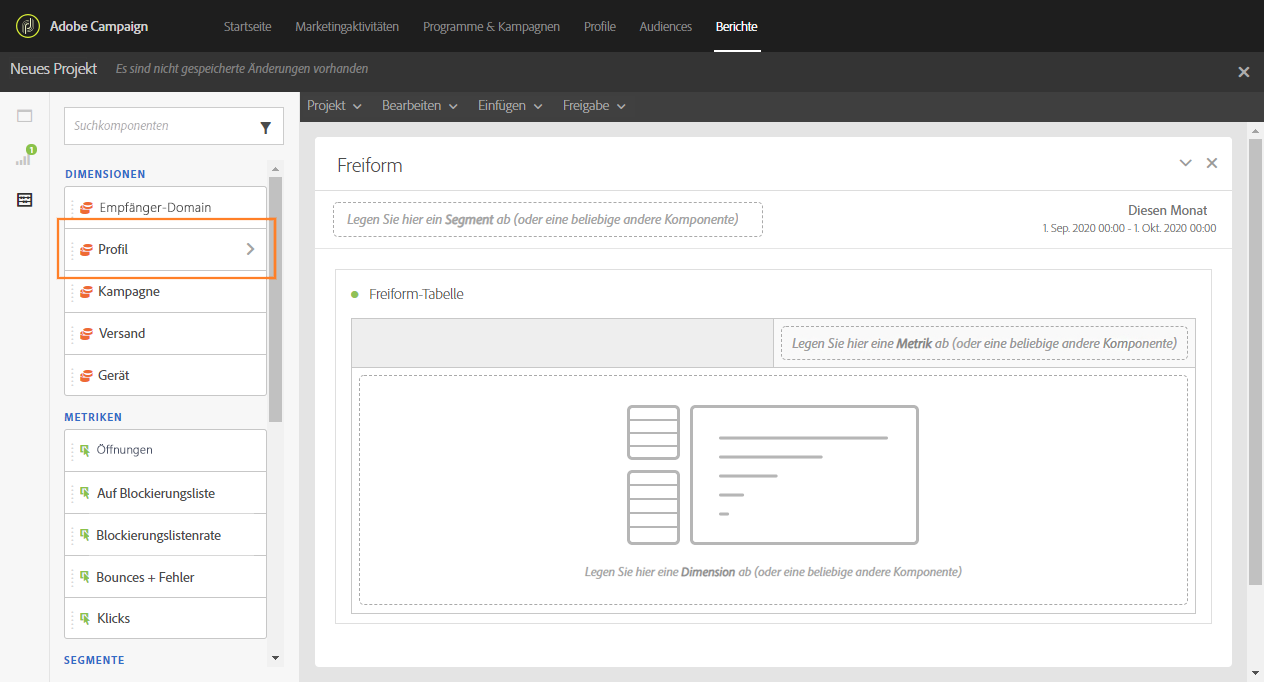 Adobe Campaign
Startseite Marketingaktivitäten Programme & Kampagnen Profile Audiences Berichte
Neues Projekt Es sind nicht gespeicherte Änderungen vorhanden
Projekt Bearbeiten Einfügen Freigabe
Suchkomponenten
1
DIMENSIONEN
Empfänger-Domain
Profil
Kampagne
Versand
Gerät
METRIKEN
Öffnungen
Auf Blockierungsliste
Blockierungslistenrate
Bounces + Fehler
Klicks
SEGMENTE
Freiform
Legen Sie hier ein Segment ab (oder eine beliebige andere Komponente)
Diesen Monat
1. Sep. 2020 00:00 - 1. Okt. 2020 00:00
Freiform-Tabelle
Legen Sie hier eine Metrik ab (oder eine beliebige andere Komponente)
Legen Sie hier eine Dimension ab (oder eine beliebige andere Komponente)